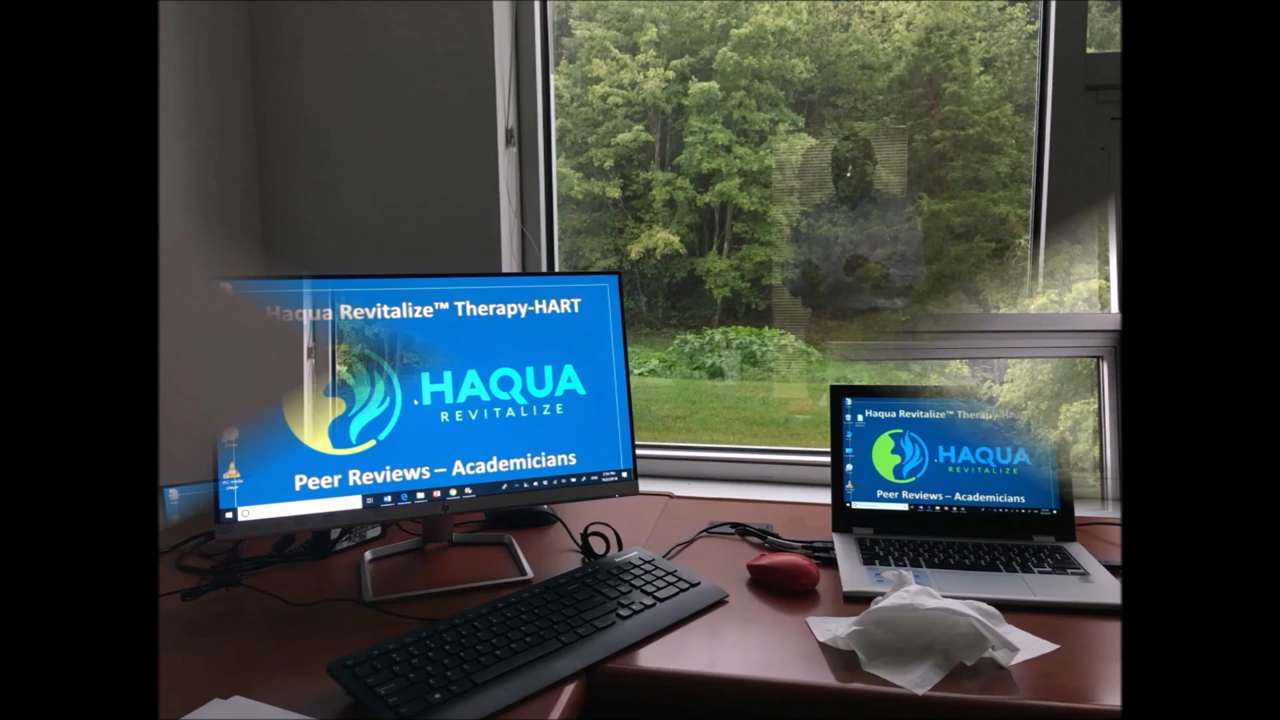 Haqua Revitalize™ Therapy-HART
HAQUA
REVITALIZE
Peer Reviews – Academicians
Haqua Revitalize™ Therapy-
HAQUA
REVITALIZE
Peer Reviews – Academicians